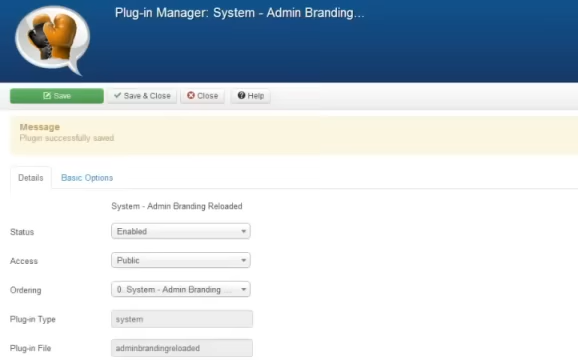 Plug-in Manager: System - Admin Branding...
Save
Save & Close
Close
Help
Message
Plugin successfully saved.
Details
Basic Options
System - Admin Branding Reloaded
Status
Enabled
Access
Public
Ordering
0. System - Admin Branding ...
Plug-in Type
system
Plug-in File
adminbrandingreloaded